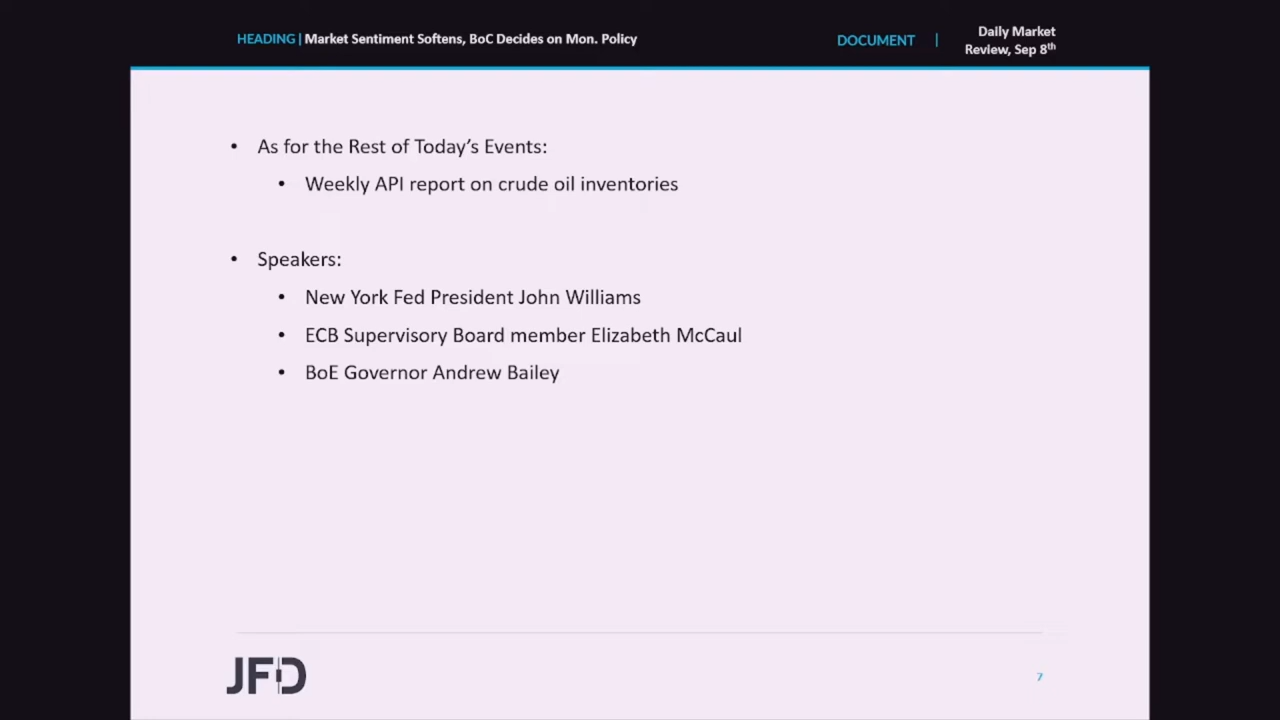 HEADING | Market Sentiment Softens, BoC Decides on Mon. Policy
DOCUMENT |
Daily Market
Review, Sep 8th
• As for the Rest of Today's Events:
• Weekly API report on crude oil inventories
• Speakers:
• New York Fed President John Williams
• ECB Supervisory Board member Elizabeth McCaul
• BoE Governor Andrew Bailey
JFD
7